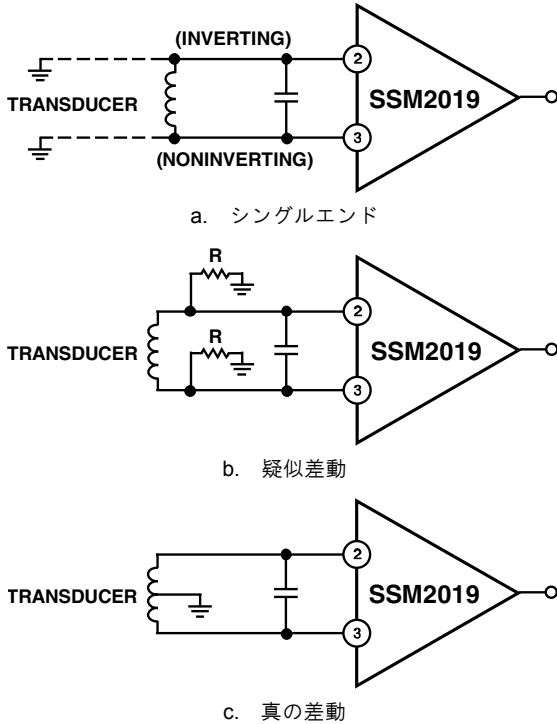 (INVERTING)
2
TRANSDUCER
SSM2019
3
(NONINVERTING)
a. シングルエンド
R
2
R
TRANSDUCER
SSM2019
3
b. 疑似差動
2
TRANSDUCER
SSM2019
3
c. 真の差動